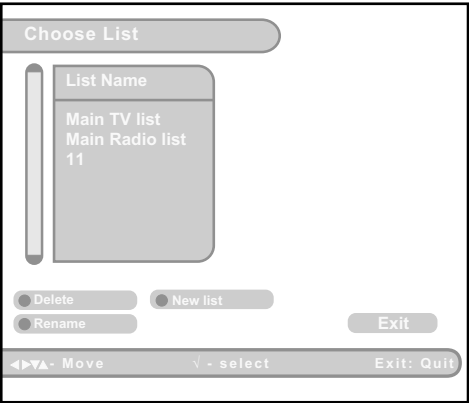 Choose List
List Name
Main TV list
Main Radio list
11
Delete
New list
Rename
Exit
◀▶▼▲- Move √ - select Exit: Quit